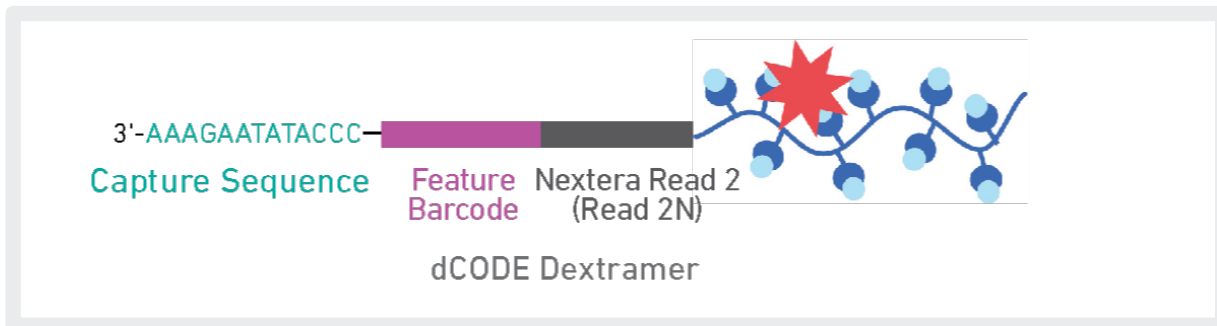 3'-AAAGAATATACCC
Capture Sequence
Feature
Barcode
Nextera Read 2
(Read 2N)
dCODE Dextramer